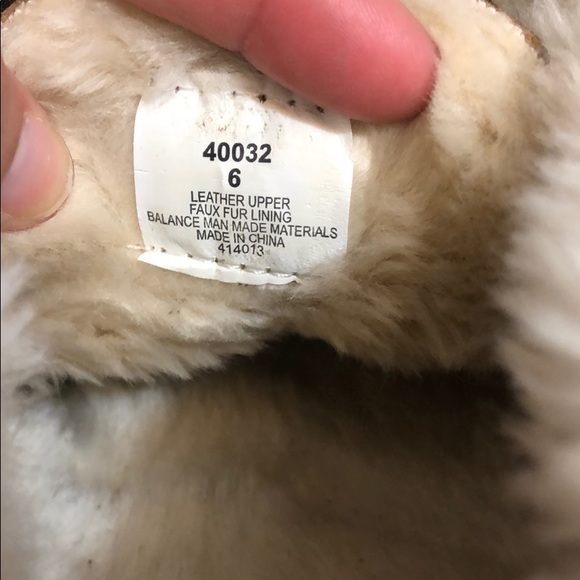 40032
6
LEATHER UPPER
FAUX FUR LINING
BALANCE MAN MADE MATERIALS
MADE IN CHINA
414013